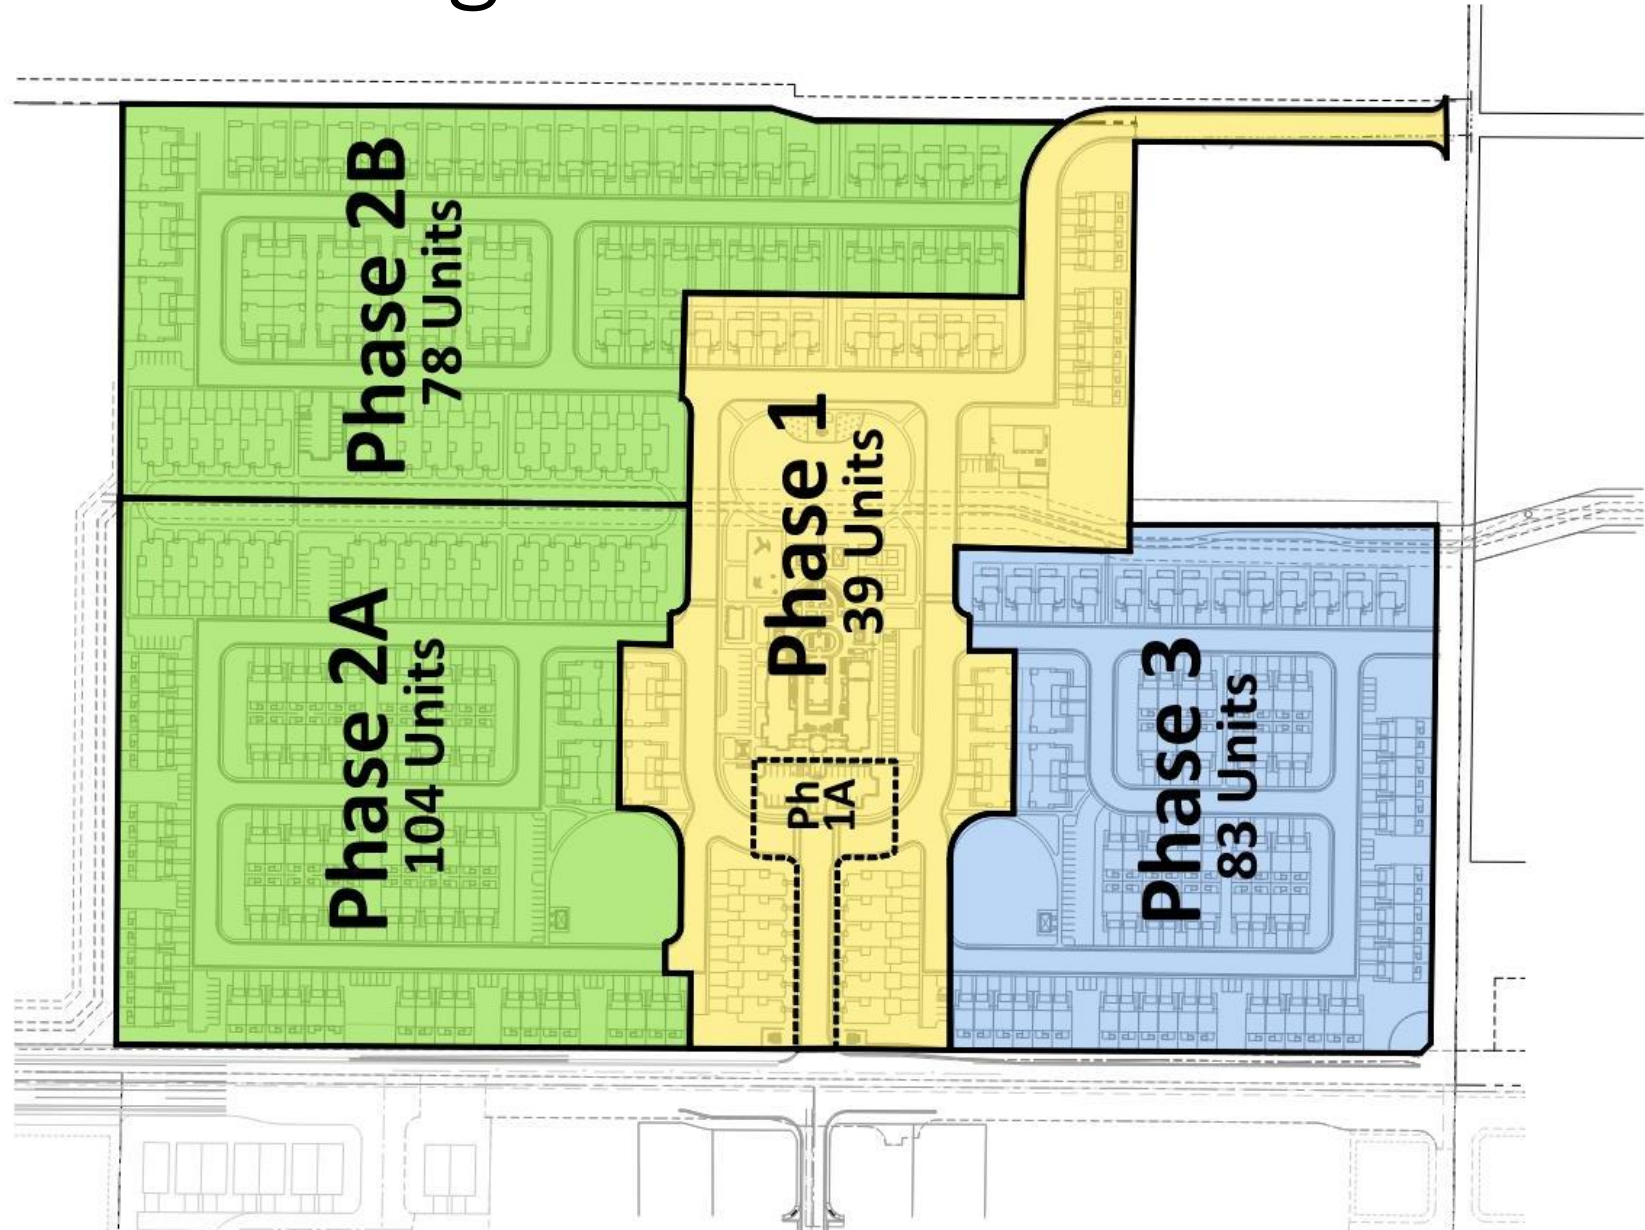 Phase 2B
78 Units
Phase 2A
104 Units
Phase 1
39 Units
Ph
1A
Phase 3
83 Units